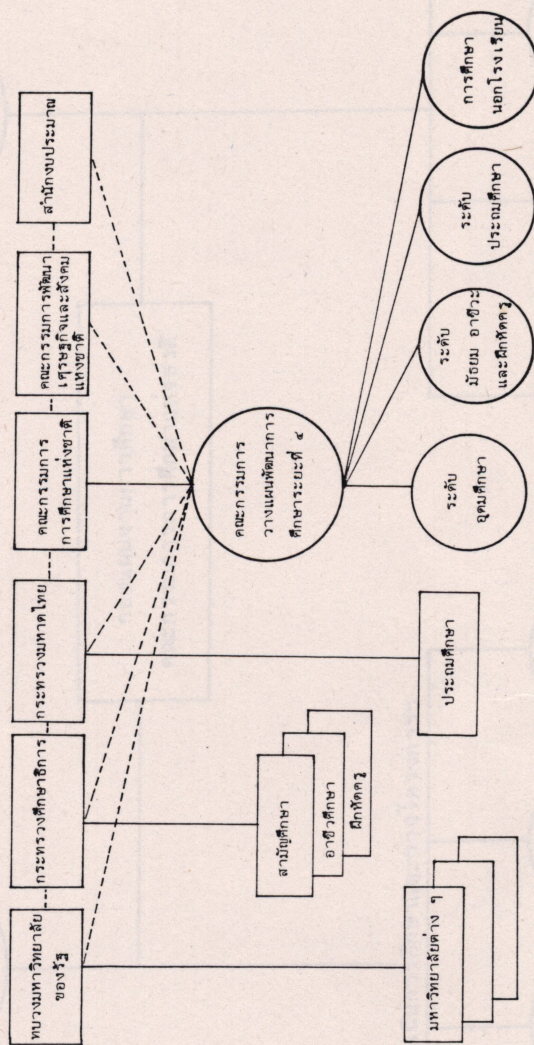 ทบวงมหาวิทยาลัย
ของรัฐ
กระทรวงศึกษาธิการ
กระทรวงมหาดไทย
คณะกรรมการ
การศึกษาแห่งชาติ
คณะกรรมการพัฒนา
เศรษฐกิจและสังคม
แห่งชาติ
สำนักงบประมาณ
คณะกรรมการ
วางแผนพัฒนาการ
ศึกษาระยะที่ ๔
สามัญศึกษา
อาชีวศึกษา
ฝึกหัดครู
มหาวิทยาลัยต่าง ๆ
ประถมศึกษา
ระดับ
อุดมศึกษา
ระดับ
มัธยม อาชีวะ
และฝึกหัดครู
ระดับ
ประถมศึกษา
การศึกษา
นอกโรงเรียน